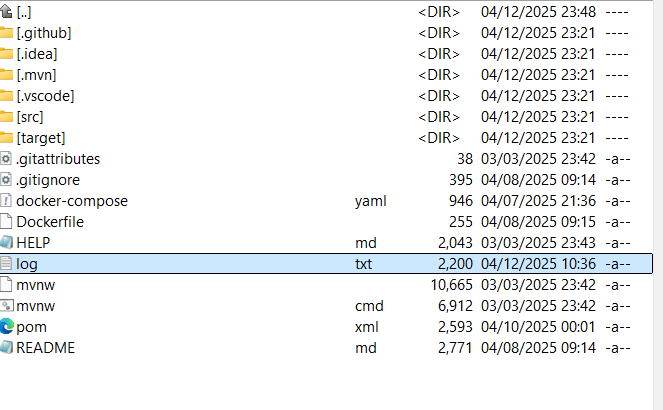 [..] <DIR> 04/12/2025 23:48 ----
[.github] <DIR> 04/12/2025 23:21 ----
[.idea] <DIR> 04/12/2025 23:21 ----
[.mvn] <DIR> 04/12/2025 23:21 ----
[.vscode] <DIR> 04/12/2025 23:21 ----
[src] <DIR> 04/12/2025 23:21 ----
[target] <DIR> 04/12/2025 23:21 ----
.gitattributes 38 03/03/2025 23:42 -a--
.gitignore 395 04/08/2025 09:14 -a--
docker-compose yaml 946 04/07/2025 21:36 -a--
Dockerfile 255 04/08/2025 09:15 -a--
HELP md 2,043 03/03/2025 23:43 -a--
log txt 2,200 04/12/2025 10:36 -a--
mvnw 10,665 03/03/2025 23:42 -a--
mvnw cmd 6,912 03/03/2025 23:42 -a--
pom xml 2,593 04/10/2025 00:01 -a--
README md 2,771 04/08/2025 09:14 -a--